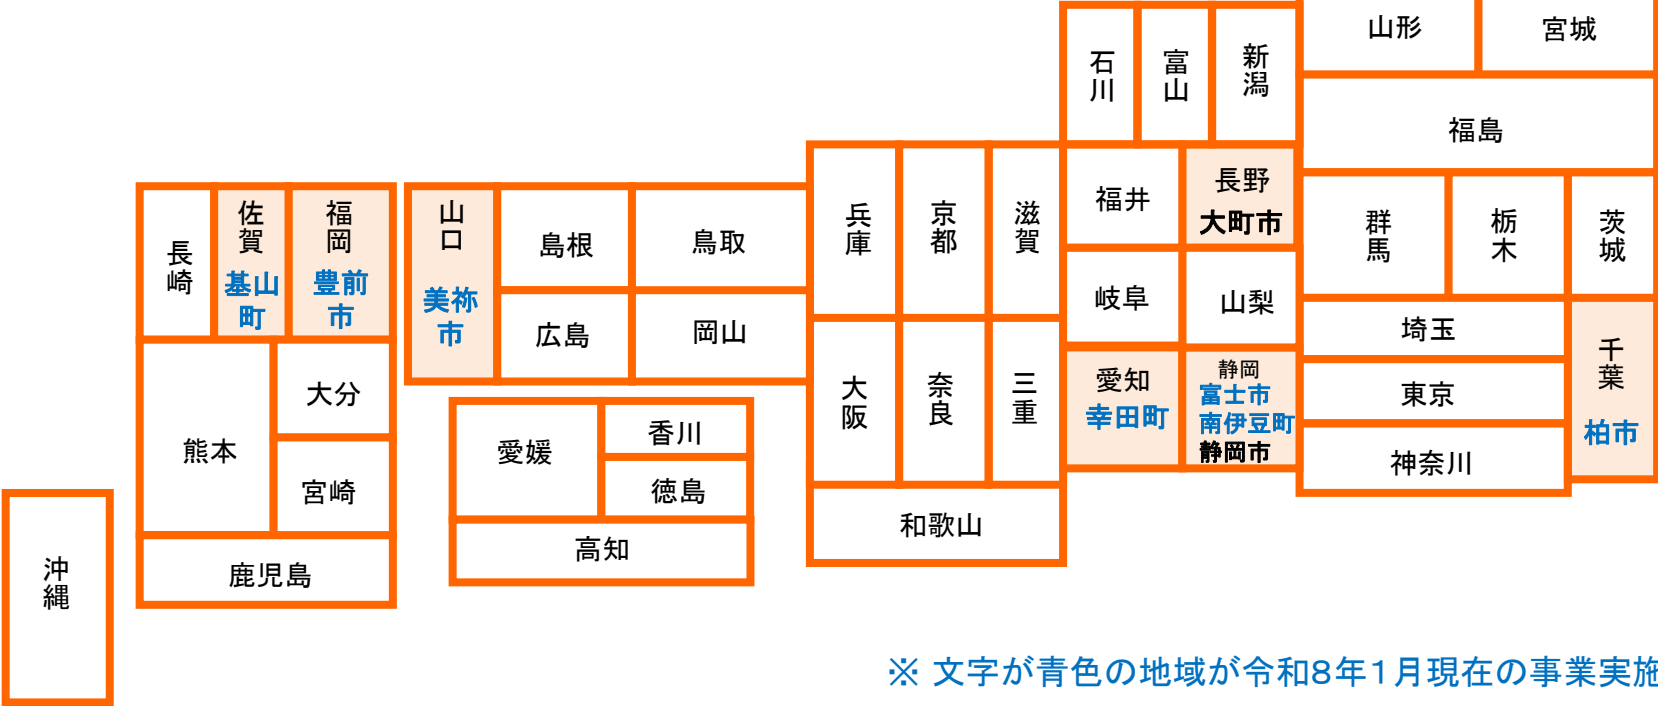 山形
宮城
石川
富山
新潟
福島
福井
長野
大町市
群馬
栃木
茨城
兵庫
京都
滋賀
岐阜
山梨
埼玉
千葉
柏市
東京
神奈川
愛知
幸田町
静岡
富士市
南伊豆町
静岡市
大阪
奈良
三重
和歌山
鳥取
島根
岡山
広島
山口
美祢
市
香川
愛媛
徳島
高知
福岡
豊前
市
佐賀
基山
町
長崎
大分
熊本
宮崎
鹿児島
沖縄
※ 文字が青色の地域が令和8年1月現在の事業実施